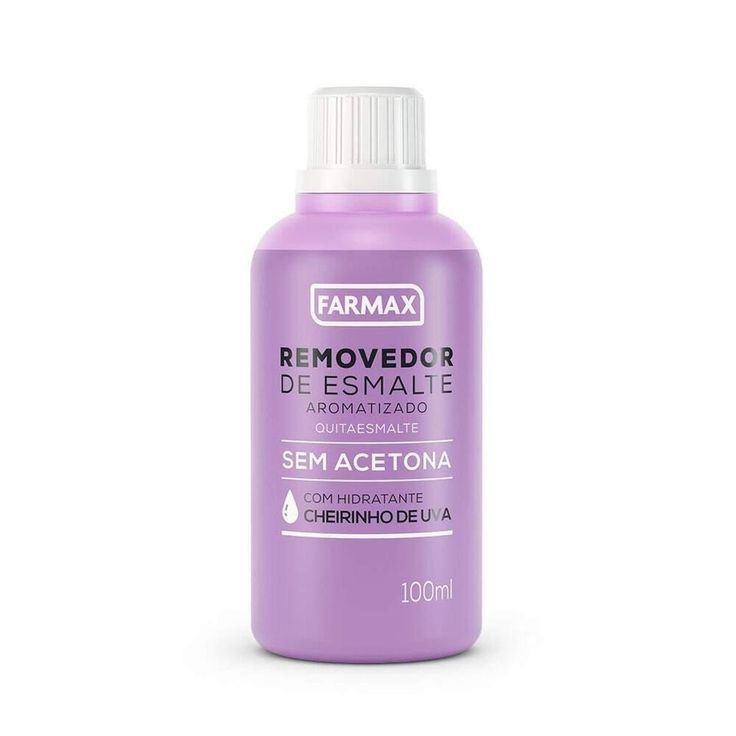 FARMAX
REMOVEDOR
DE ESMALTE
AROMATIZADO
QUITAESMALTE
SEM ACETONA
COM HIDRATANTE
CHEIRINHO DE UVA
100ml